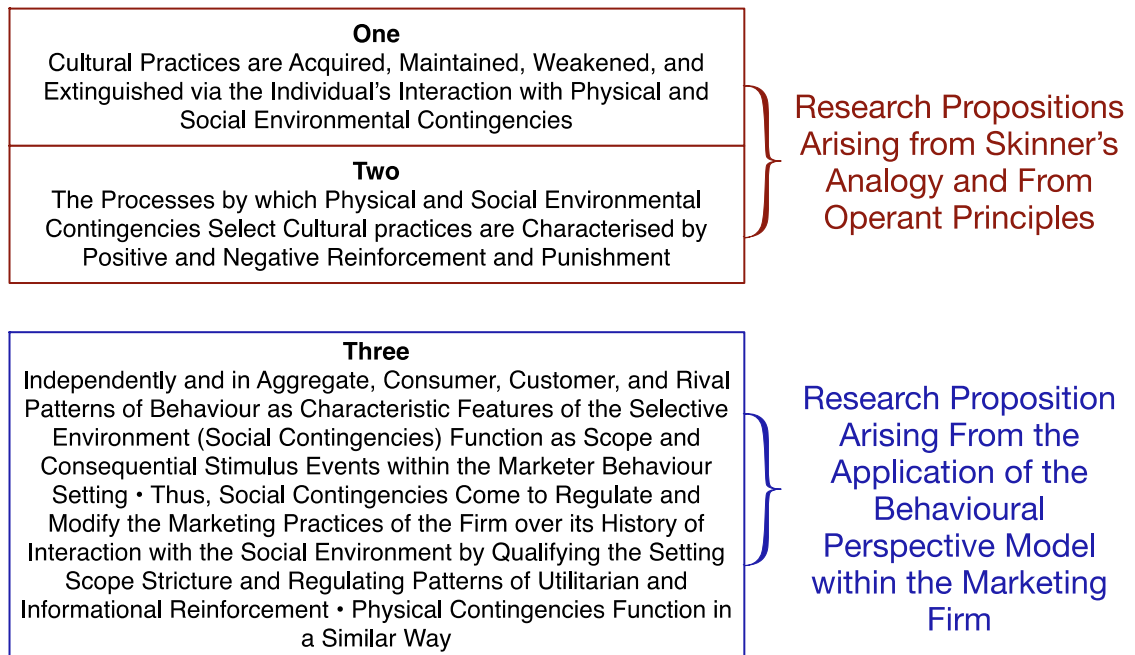 One
Cultural Practices are Acquired, Maintained, Weakened, and
Extinguished via the Individual's Interaction with Physical and
Social Environmental Contingencies
Two
The Processes by which Physical and Social Environmental
Contingencies Select Cultural practices are Characterised by
Positive and Negative Reinforcement and Punishment
Research Propositions
Arising from Skinner's
Analogy and From
Operant Principles
Three
Independently and in Aggregate, Consumer, Customer, and Rival
Patterns of Behaviour as Characteristic Features of the Selective
Environment (Social Contingencies) Function as Scope and
Consequential Stimulus Events within the Marketer Behaviour
Setting • Thus, Social Contingencies Come to Regulate and
Modify the Marketing Practices of the Firm over its History of
Interaction with the Social Environment by Qualifying the Setting
Scope Stricture and Regulating Patterns of Utilitarian and
Informational Reinforcement • Physical Contingencies Function in
a Similar Way
Research Proposition
Arising From the
Application of the
Behavioural
Perspective Model
within the Marketing
Firm